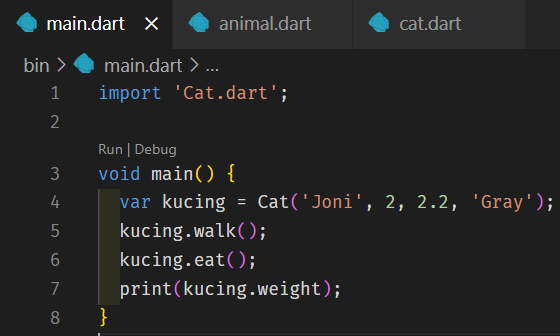 main.dart × animal.dart cat.dart
bin > main.dart > ...
1 import 'Cat.dart';
2
Run | Debug
3 void main() {
4 var kucing = Cat('Joni', 2, 2.2, 'Gray');
5 kucing.walk();
6 kucing.eat();
7 print(kucing.weight);
8 }